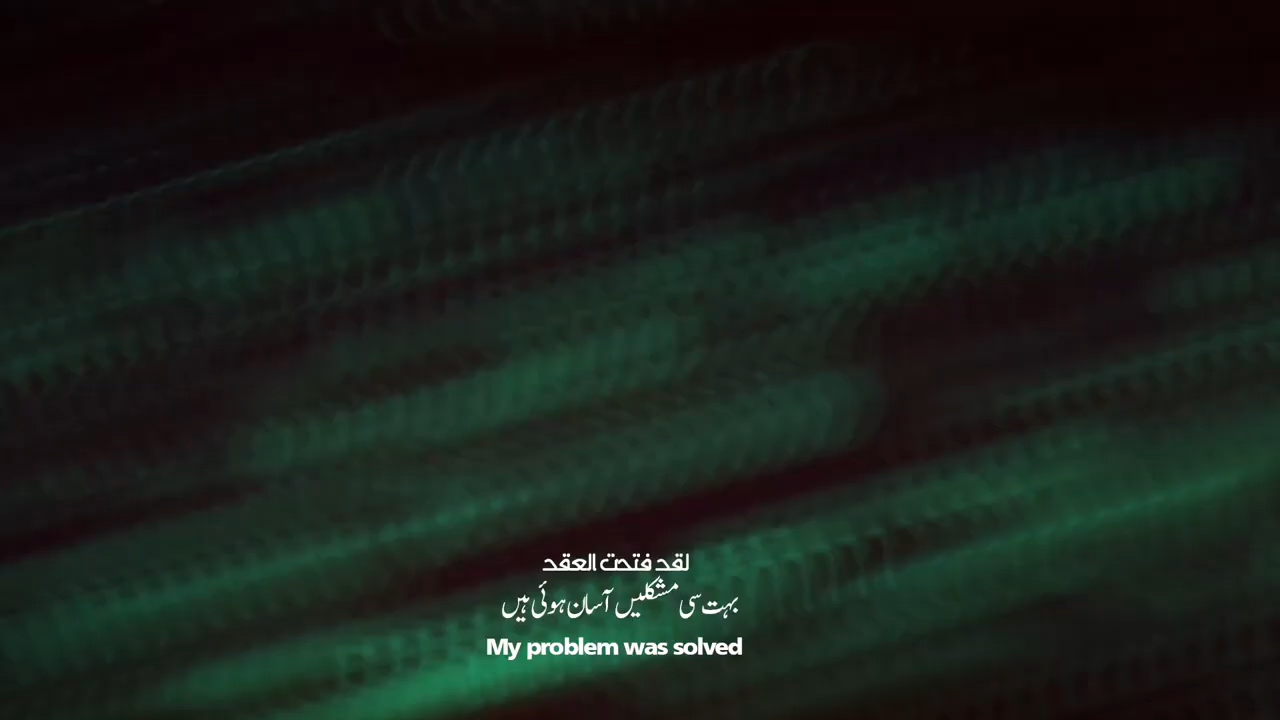 لقد فتحت العقد
بہت سی مشکلیں آسان ہوئی ہیں
My problem was solved